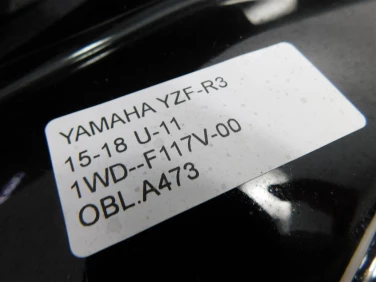 YAMAHA YZF-R3
15-18 U-11
1WD--F117V-00
OBL.A473